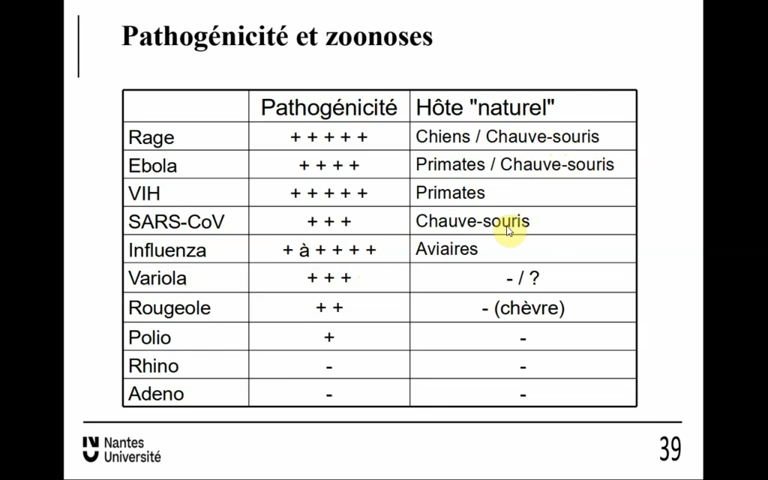 Pathogénicité et zoonoses
Pathogénicité Hôte "naturel"
Rage + + + + + Chiens / Chauve-souris
Ebola + + + + Primates / Chauve-souris
VIH + + + + + Primates
SARS-CoV + + + Chauve-souris
Influenza + à + + + + Aviaires
Variola + + + - / ?
Rougeole + + - (chèvre)
Polio + -
Rhino - -
Adeno - -
Nantes
Université
39